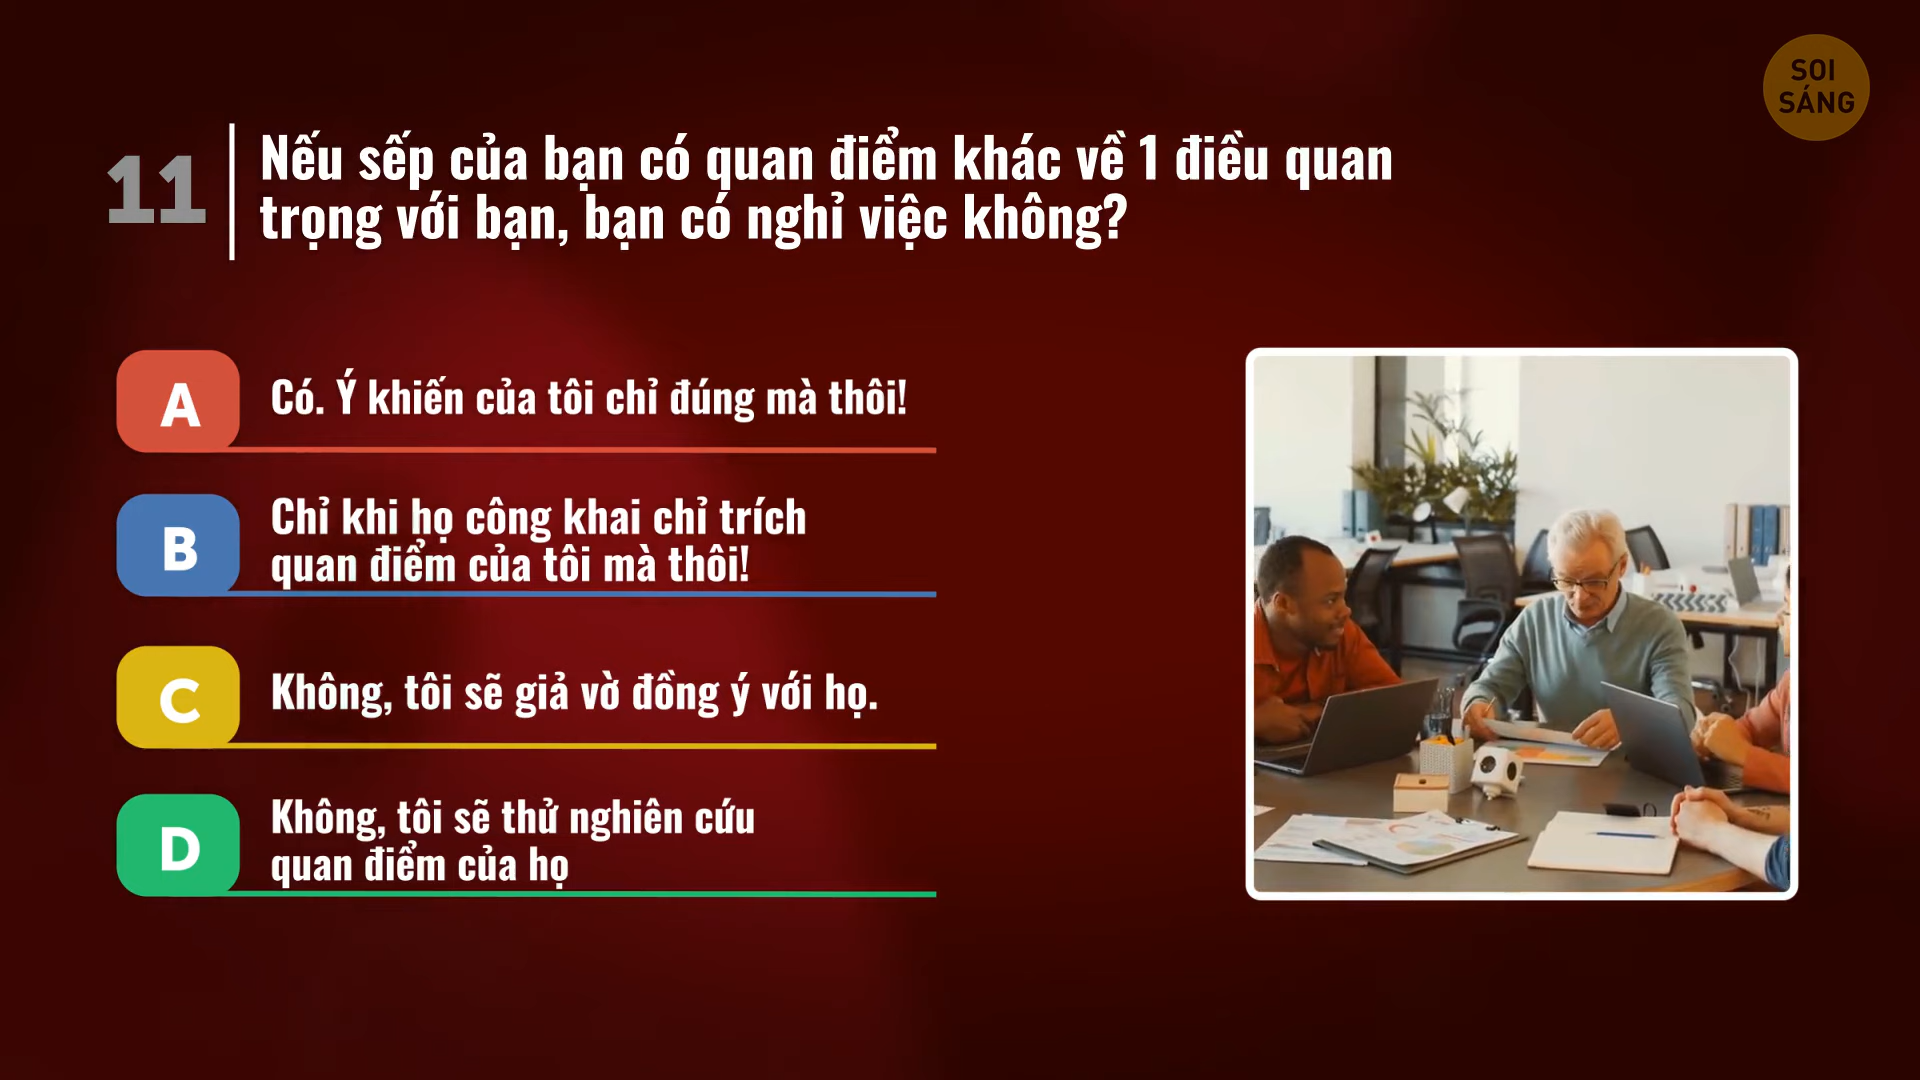 SOI
SÁNG
11
Nếu sếp của bạn có quan điểm khác về 1 điều quan
trọng với bạn, bạn có nghỉ việc không?
A
Có. Ý khiến của tôi chỉ đúng mà thôi!
B
Chỉ khi họ công khai chỉ trích
quan điểm của tôi mà thôi!
C
Không, tôi sẽ giả vờ đồng ý với họ.
D
Không, tôi sẽ thử nghiên cứu
quan điểm của họ